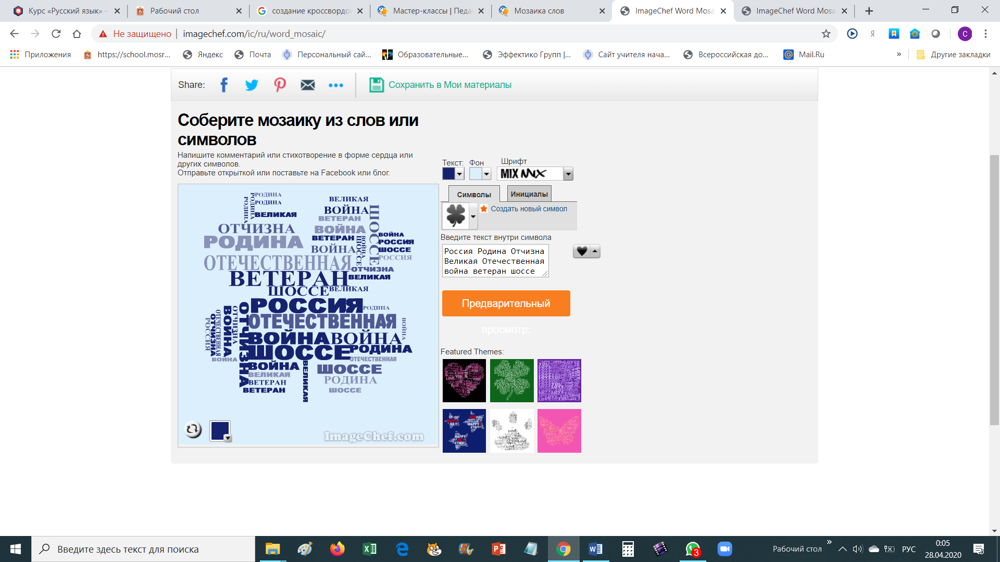 Курс «Русский язык» -
Рабочий стол
создание кроссвордо
Мастер-классы | Педа
Мозаика слов
ImageChef Word Mosa
ImageChef Word Mosa
Не защищено
imagechef.com/ic/ru/word_mosaic/
Я
С
Приложения
https://school.mosr...
Яндекс
Почта
Персональный сай...
Образовательные...
Эффектико Групп |...
Сайт учителя нача...
Всероссийская до...
Mail.Ru
»
Другие закладки
Share:
Сохранить в Мои материалы
Соберите мозаику из слов или
символов
Напишите комментарий или стихотворение в форме сердца или
других символов.
Отправьте открыткой или поставьте на Facebook или блог.
Текст:
Фон
Шрифт
MIX MIX
Символы
Инициалы
Создать новый символ
Введите текст внутри символа
Россия Родина Отчизна
Великая Отечественная
война ветеран шоссе
Предварительный
просмотр:
Featured Themes:
РОДИНА
РОДИНА
РОДИНА
РОДИНА
ВЕЛИКАЯ
ОТЧИЗНА
РОДИНА
ОТЕЧЕСТВЕННАЯ
ВЕТЕРАН
ШОССЕ
ВЕЛИКАЯ
ВЕЛИКАЯ
ВОЙНА
ВЕТЕРАН
ВОЙНА
ВЕТЕРАН
ВОЙНА
ШОССЕ
ВОЙНА
ШОССЕ
ВОЙНА
РОССИЯ
ШОССЕ
РОССИЯ
ОТЧИЗНА
ВЕЛИКАЯ
РОССИЯ
РОДИНА
ОТЕЧЕСТВЕННАЯ
ВОЙНА
ВОЙНА
ВОЙНА
ШОССЕ
РОДИНА
ОТЕЧЕСТВЕННАЯ
РОССИЯ
ОТЧИЗНА
ОТЕЧЕСТВЕННАЯ
ВОЙНА
ОТЧИЗНА
ОТЧИЗНА
ВОЙНА
ВОЙНА
ВЕЛИКАЯ
ВЕТЕРАН
ВЕТЕРАН
ВЕЛИКАЯ
ШОССЕ
РОДИНА
ШОССЕ
ImageChef.com
Введите здесь текст для поиска
3
Рабочий стол
»
РУС
0:05
28.04.2020